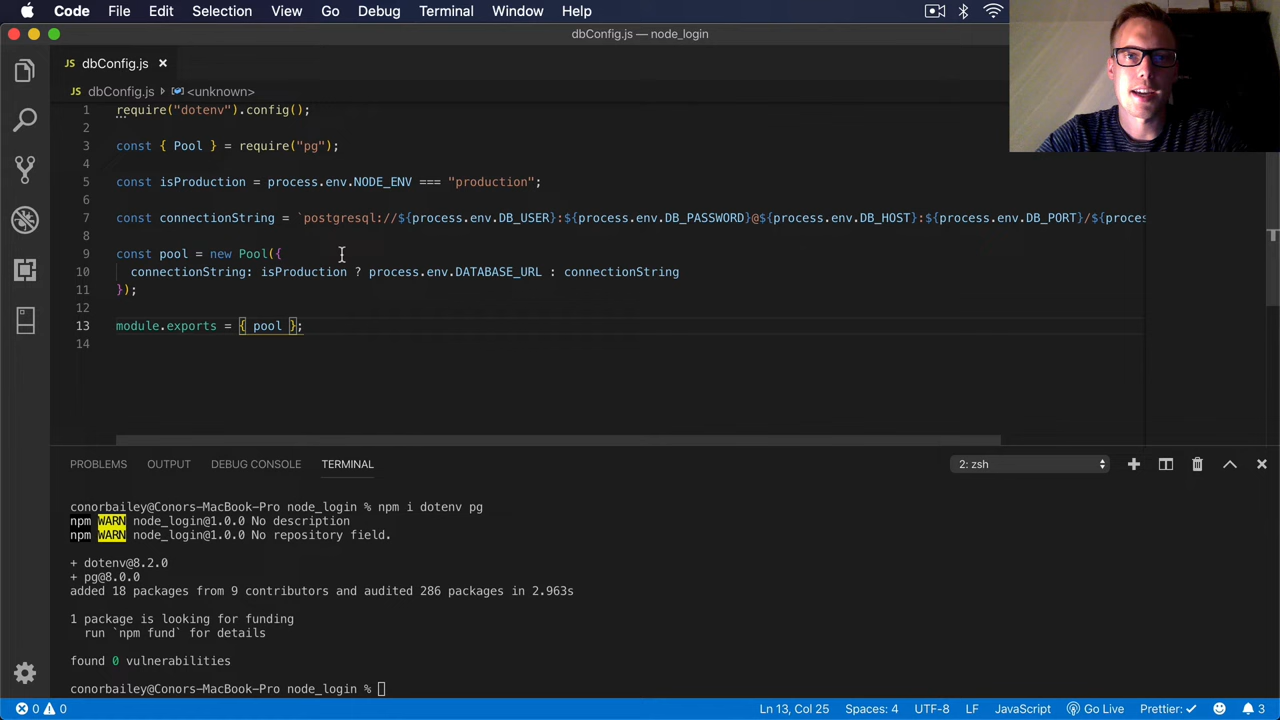 Code File Edit Selection View Go Debug Terminal Window Help
dbConfig.js — node_login
JS dbConfig.js
dbConfig.js <unknown>
1 require("dotenv").config();
2
3 const { Pool } = require("pg");
4
5 const isProduction = process.env.NODE_ENV === "production";
6
7 const connectionString = `postgresql://${process.env.DB_USER}:${process.env.DB_PASSWORD}@${process.env.DB_HOST}:${process.env.DB_PORT}/${proces
8
9 const pool = new Pool({
10 connectionString: isProduction ? process.env.DATABASE_URL : connectionString
11 });
12
13 module.exports = { pool };
14
PROBLEMS OUTPUT DEBUG CONSOLE TERMINAL 2: zsh
conorbailey@Conors-MacBook-Pro node_login % npm i dotenv pg
npm WARN node_login@1.0.0 No description
npm WARN node_login@1.0.0 No repository field.
+ dotenv@8.2.0
+ pg@8.0.0
added 18 packages from 9 contributors and audited 286 packages in 2.963s
1 package is looking for funding
run `npm fund` for details
found 0 vulnerabilities
conorbailey@Conors-MacBook-Pro node_login %
0 0 Ln 13, Col 25 Spaces: 4 UTF-8 LF JavaScript Go Live Prettier: 3